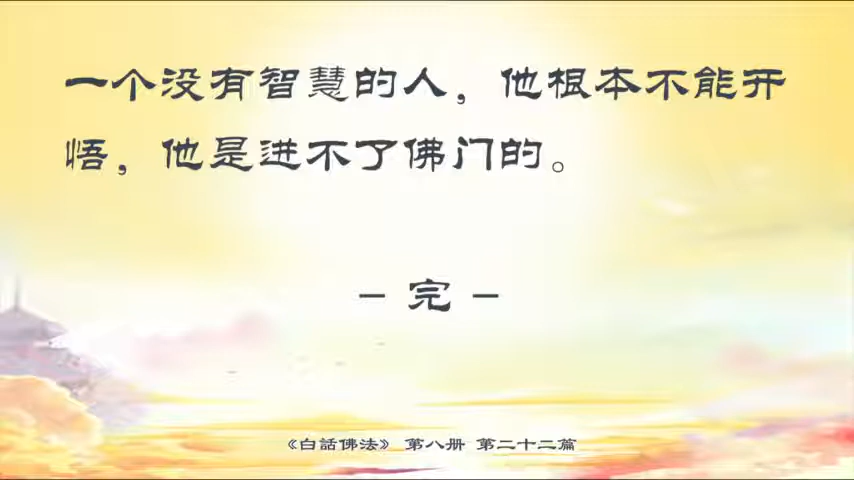 一个没有智慧的人，他根本不能开
悟，他是进不了佛门的。
– 完 –
《白話佛法》 第八册 第二十二篇